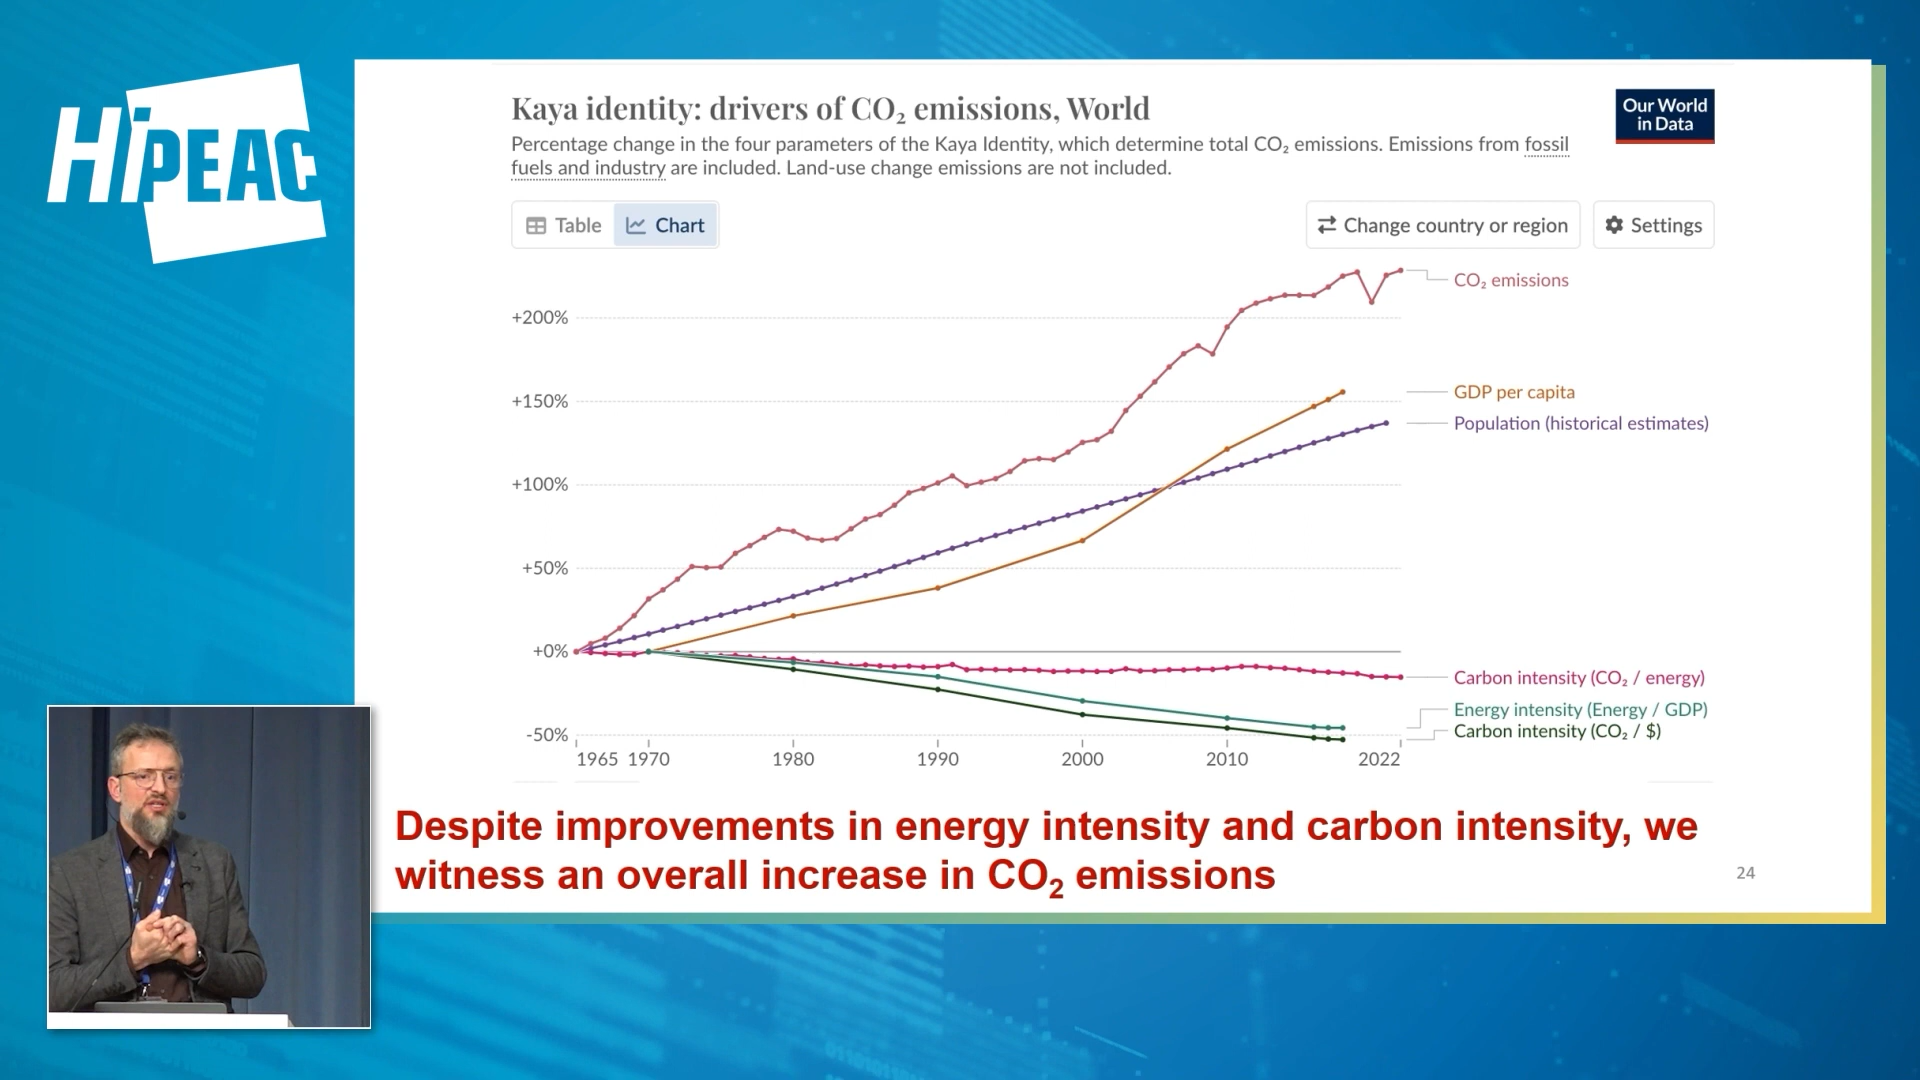 HiPEAC
Kaya identity: drivers of CO₂ emissions, World
Our World
in Data
Percentage change in the four parameters of the Kaya Identity, which determine total CO₂ emissions. Emissions from fossil
fuels and industry are included. Land-use change emissions are not included.
Table
Chart
Change country or region
Settings
+200%
+150%
+100%
+50%
+0%
-50%
1965
1970
1980
1990
2000
2010
2022
CO₂ emissions
GDP per capita
Population (historical estimates)
Carbon intensity (CO₂ / energy)
Energy intensity (Energy / GDP)
Carbon intensity (CO₂ / $)
Despite improvements in energy intensity and carbon intensity, we
witness an overall increase in CO₂ emissions
24